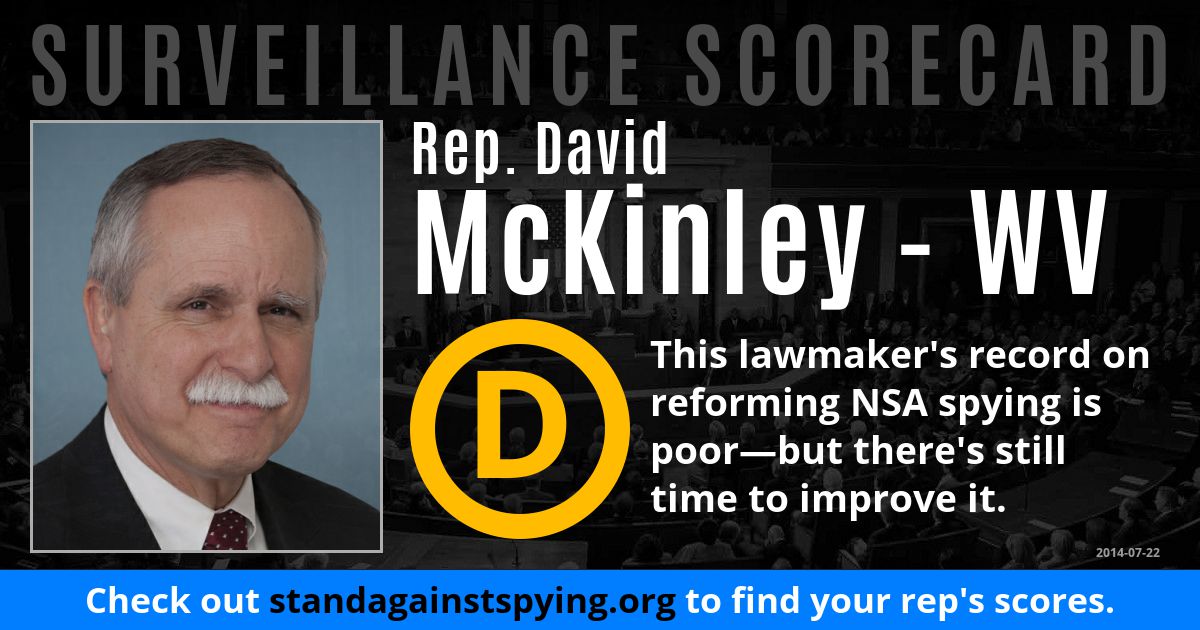 SURVEILLANCE SCORECARD
Rep. David
McKinley - WV
D
This lawmaker's record on
reforming NSA spying is
poor—but there's still
time to improve it.
2014-07-22
Check out standagainstspying.org to find your rep's scores.